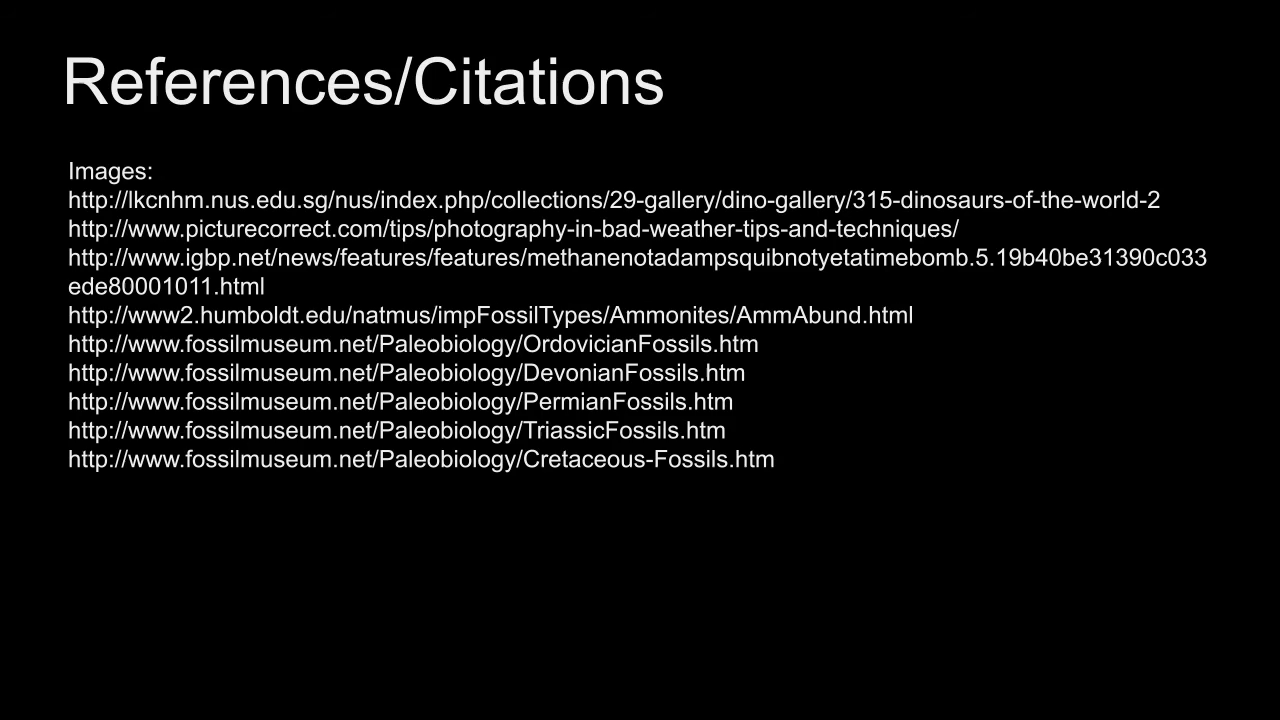 References/Citations
Images:
http://lkcnhm.nus.edu.sg/nus/index.php/collections/29-gallery/dino-gallery/315-dinosaurs-of-the-world-2
http://www.picturecorrect.com/tips/photography-in-bad-weather-tips-and-techniques/
http://www.igbp.net/news/features/features/methanenotadampsquibnotyetatimebomb.5.19b40be31390c033
ede80001011.html
http://www2.humboldt.edu/natmus/impFossilTypes/Ammonites/AmmAbund.html
http://www.fossilmuseum.net/Paleobiology/OrdovicianFossils.htm
http://www.fossilmuseum.net/Paleobiology/DevonianFossils.htm
http://www.fossilmuseum.net/Paleobiology/PermianFossils.htm
http://www.fossilmuseum.net/Paleobiology/TriassicFossils.htm
http://www.fossilmuseum.net/Paleobiology/Cretaceous-Fossils.htm